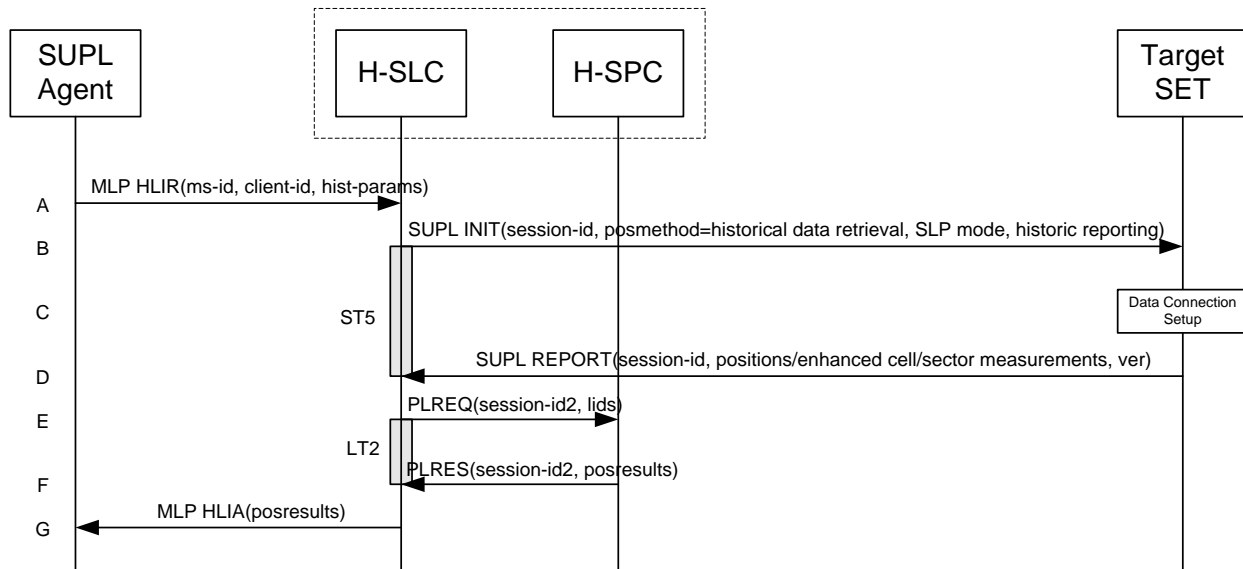 SUPL
Agent
H-SLC
H-SPC
Target
SET
A
MLP HLIR(ms-id, client-id, hist-params)
B
SUPL INIT(session-id, posmethod=historical data retrieval, SLP mode, historic reporting)
C
ST5
Data Connection
Setup
D
SUPL REPORT(session-id, positions/enhanced cell/sector measurements, ver)
E
PLREQ(session-id2, lids)
LT2
F
PLRES(session-id2, posresults)
G
MLP HLIA(posresults)